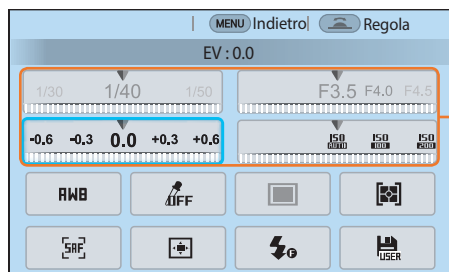 MENU Indietro Regola
EV : 0.0
1/30 1/40 1/50 F3.5 F4.0 F4.5
-0.6 -0.3 0.0 +0.3 +0.6 ISO AUTO ISO 100 ISO 200
AWB OFF
SAF USER